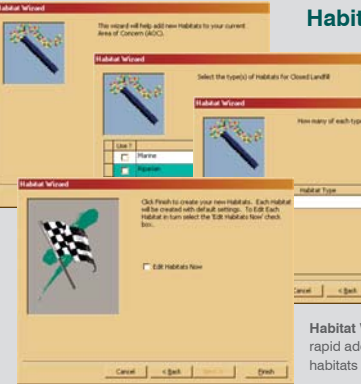 Habitat Wizard
This wizard will help add new Habitats to your current
Area of Concern (AOC).
Habit
Habitat Wizard
Select the type(s) of Habitats for Closed Landfill
Use ?
Marine
Riparian
Habitat Wizard
How many of each type
Habitat Type
Cancel
< Back
Habitat Wizard
Click Finish to create your new Habitats. Each Habitat
will be created with default settings. To Edit Each
Habitat in turn select the 'Edit Habitats Now' check
box.
Edit Habitats Now
Cancel
< Back
Finish
Habitat W
rapid add
habitats